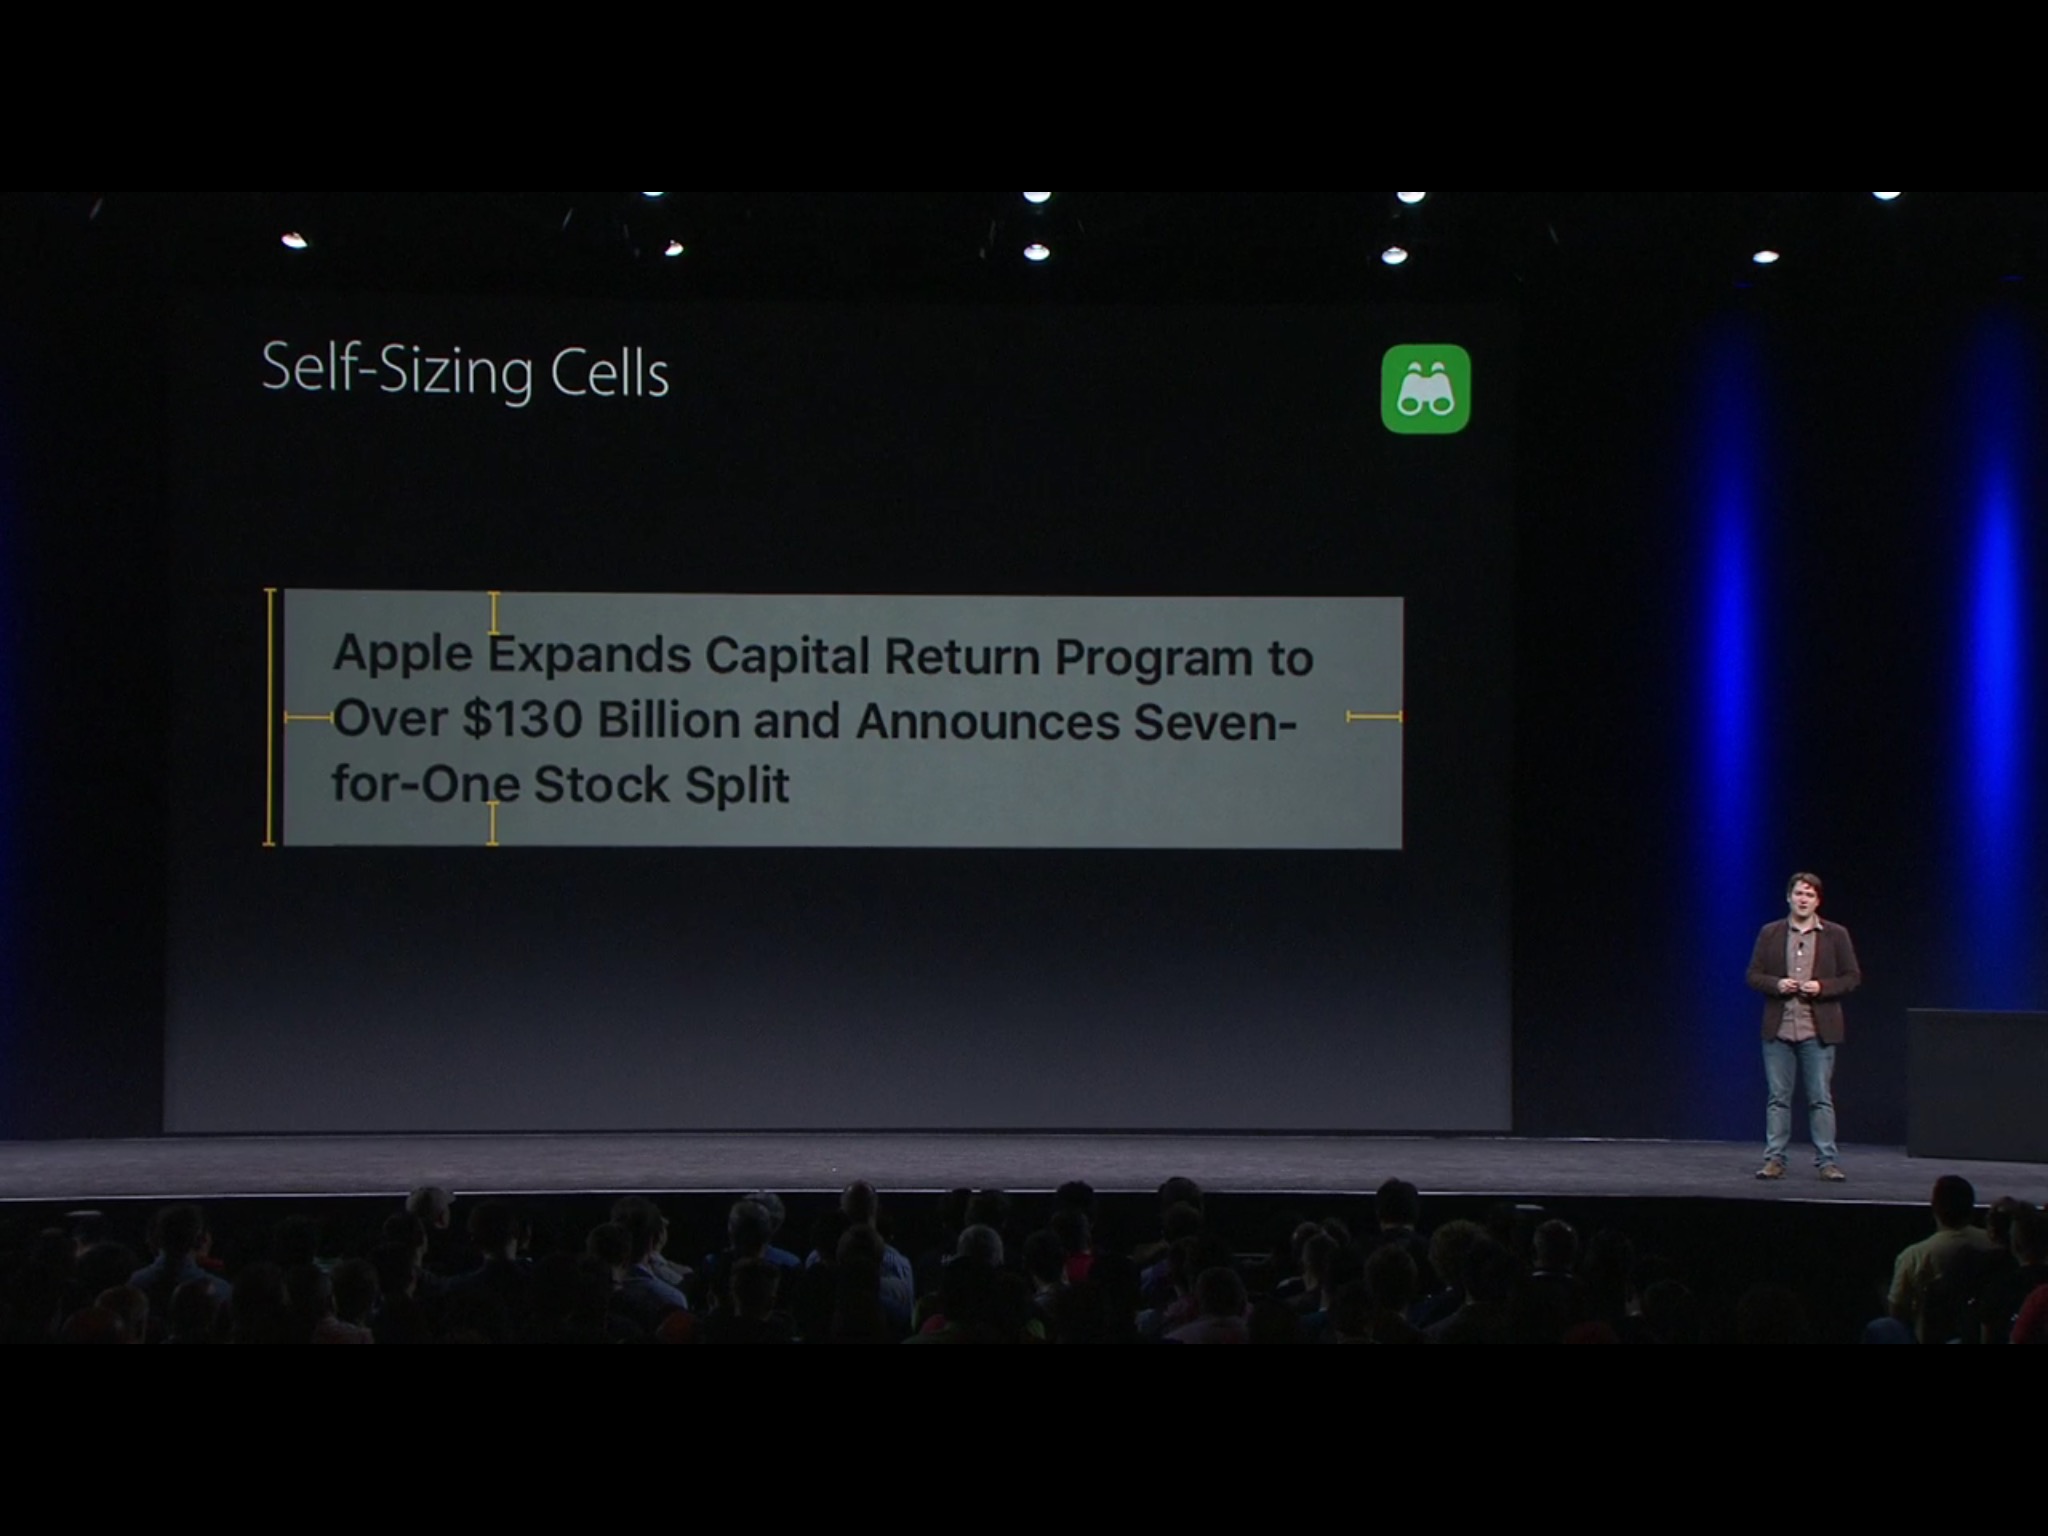 Self-Sizing Cells
Apple Expands Capital Return Program to
Over $130 Billion and Announces Seven-
for-One Stock Split